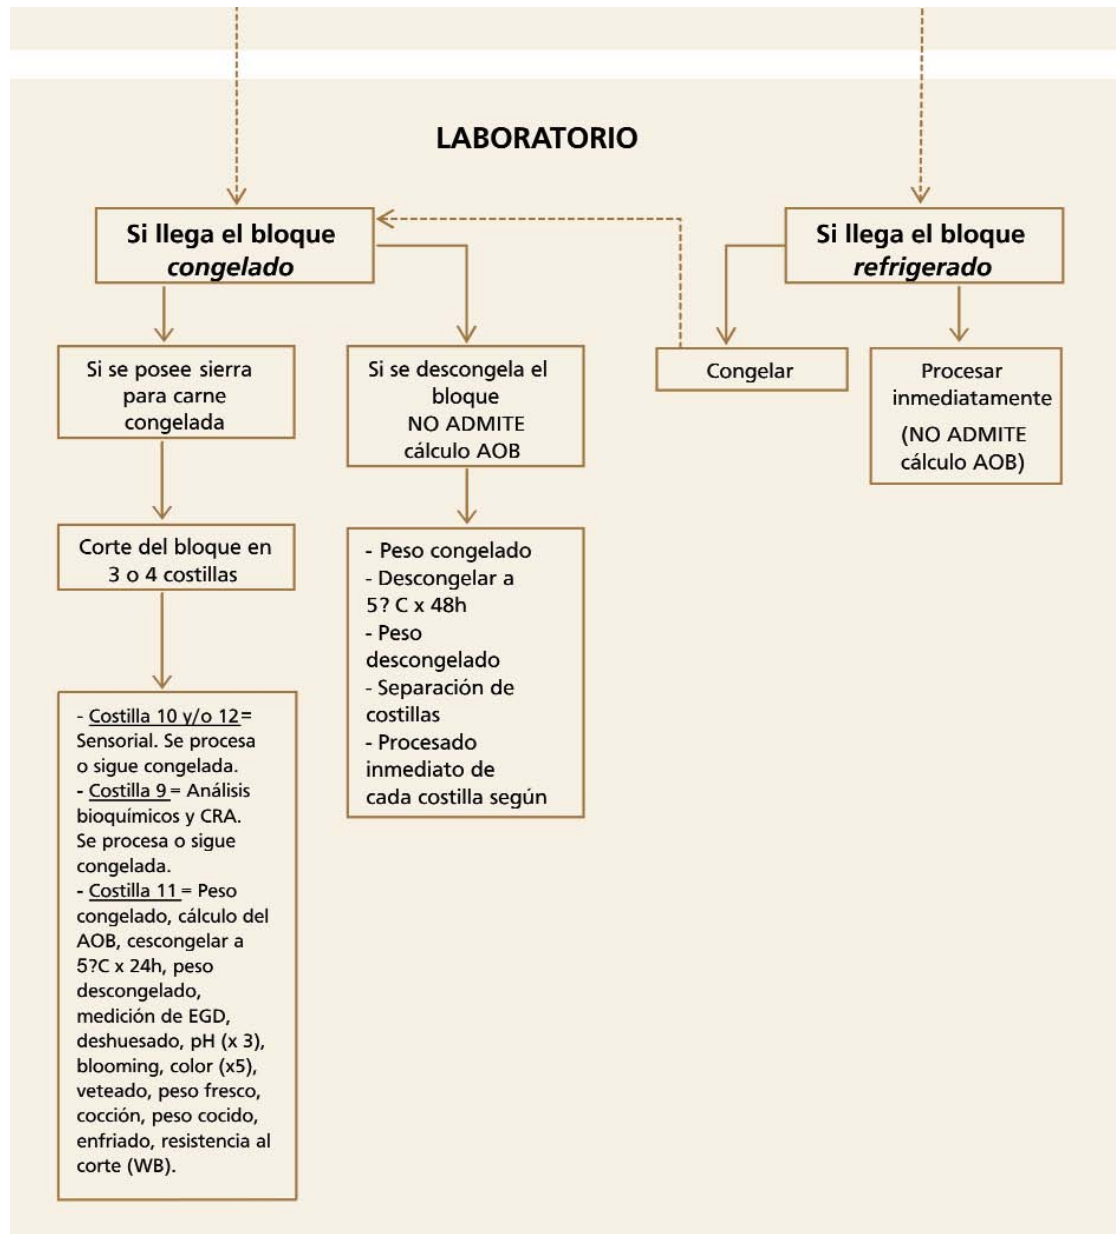 LABORATORIO
Si llega el bloque
congelado
Si llega el bloque
refrigerado
Si se posee sierra
para carne
congelada
Si se descongela el
bloque
NO ADMITE
cálculo AOB
Congelar
Procesar
inmediatamente
(NO ADMITE
cálculo AOB)
Corte del bloque en
3 o 4 costillas
- Peso congelado
- Descongelar a
5? C x 48h
- Peso
descongelado
- Separación de
costillas
- Procesado
inmediato de
cada costilla según
- Costilla 10 y/o 12=
Sensorial. Se procesa
o sigue congelada.
- Costilla 9 = Análisis
bioquímicos y CRA.
Se procesa o sigue
congelada.
- Costilla 11 = Peso
congelado, cálculo del
AOB, cescongelar a
5?C x 24h, peso
descongelado,
medición de EGD,
deshuesado, pH (x 3),
blooming, color (x5),
veteado, peso fresco,
cocción, peso cocido,
enfriado, resistencia al
corte (WB).